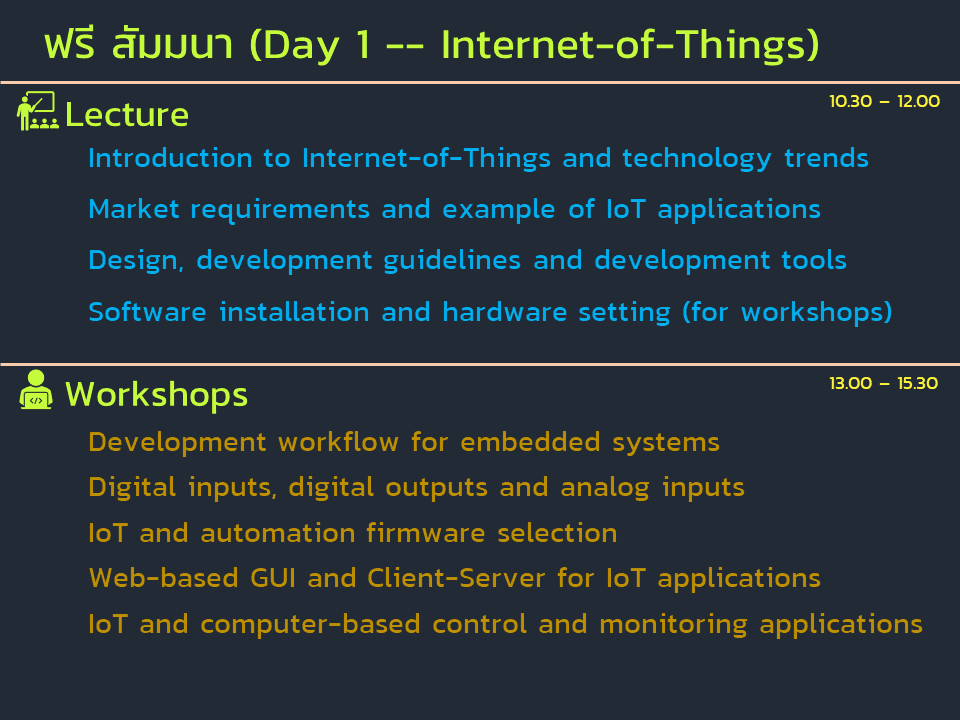 ฟรี สัมมนา (Day 1 -- Internet-of-Things)
Lecture
10.30 – 12.00
Introduction to Internet-of-Things and technology trends
Market requirements and example of IoT applications
Design, development guidelines and development tools
Software installation and hardware setting (for workshops)
Workshops
13.00 – 15.30
Development workflow for embedded systems
Digital inputs, digital outputs and analog inputs
IoT and automation firmware selection
Web-based GUI and Client-Server for IoT applications
IoT and computer-based control and monitoring applications